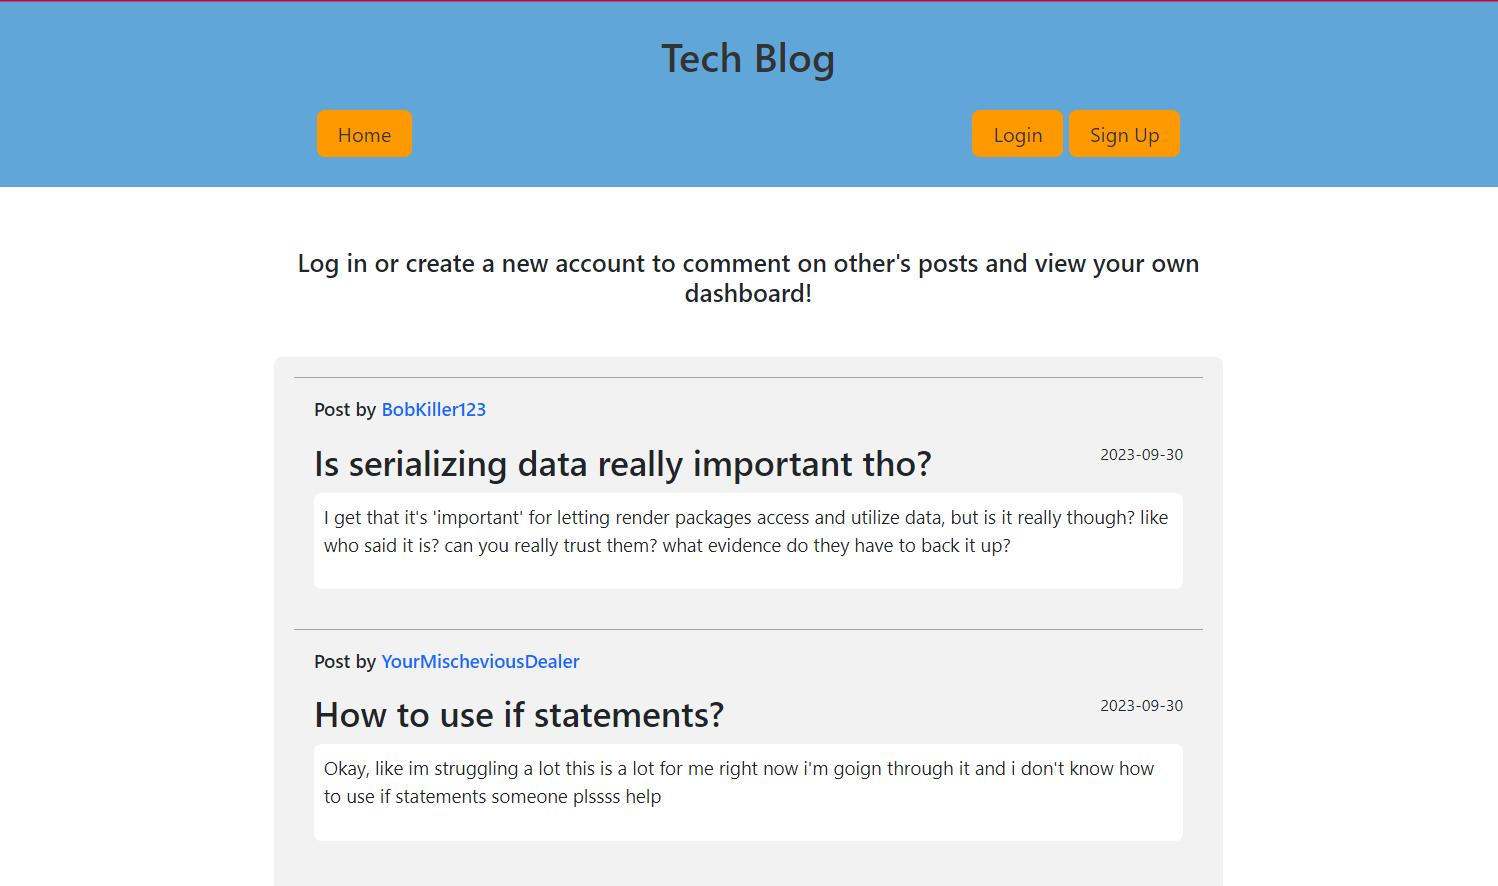 Tech Blog
Home
Login
Sign Up
Log in or create a new account to comment on other's posts and view your own
dashboard!
Post by BobKiller123
Is serializing data really important tho?
2023-09-30
I get that it's 'important' for letting render packages access and utilize data, but is it really though? like
who said it is? can you really trust them? what evidence do they have to back it up?
Post by YourMischeviousDealer
How to use if statements?
2023-09-30
Okay, like im struggling a lot this is a lot for me right now i'm goign through it and i don't know how
to use if statements someone plssss help